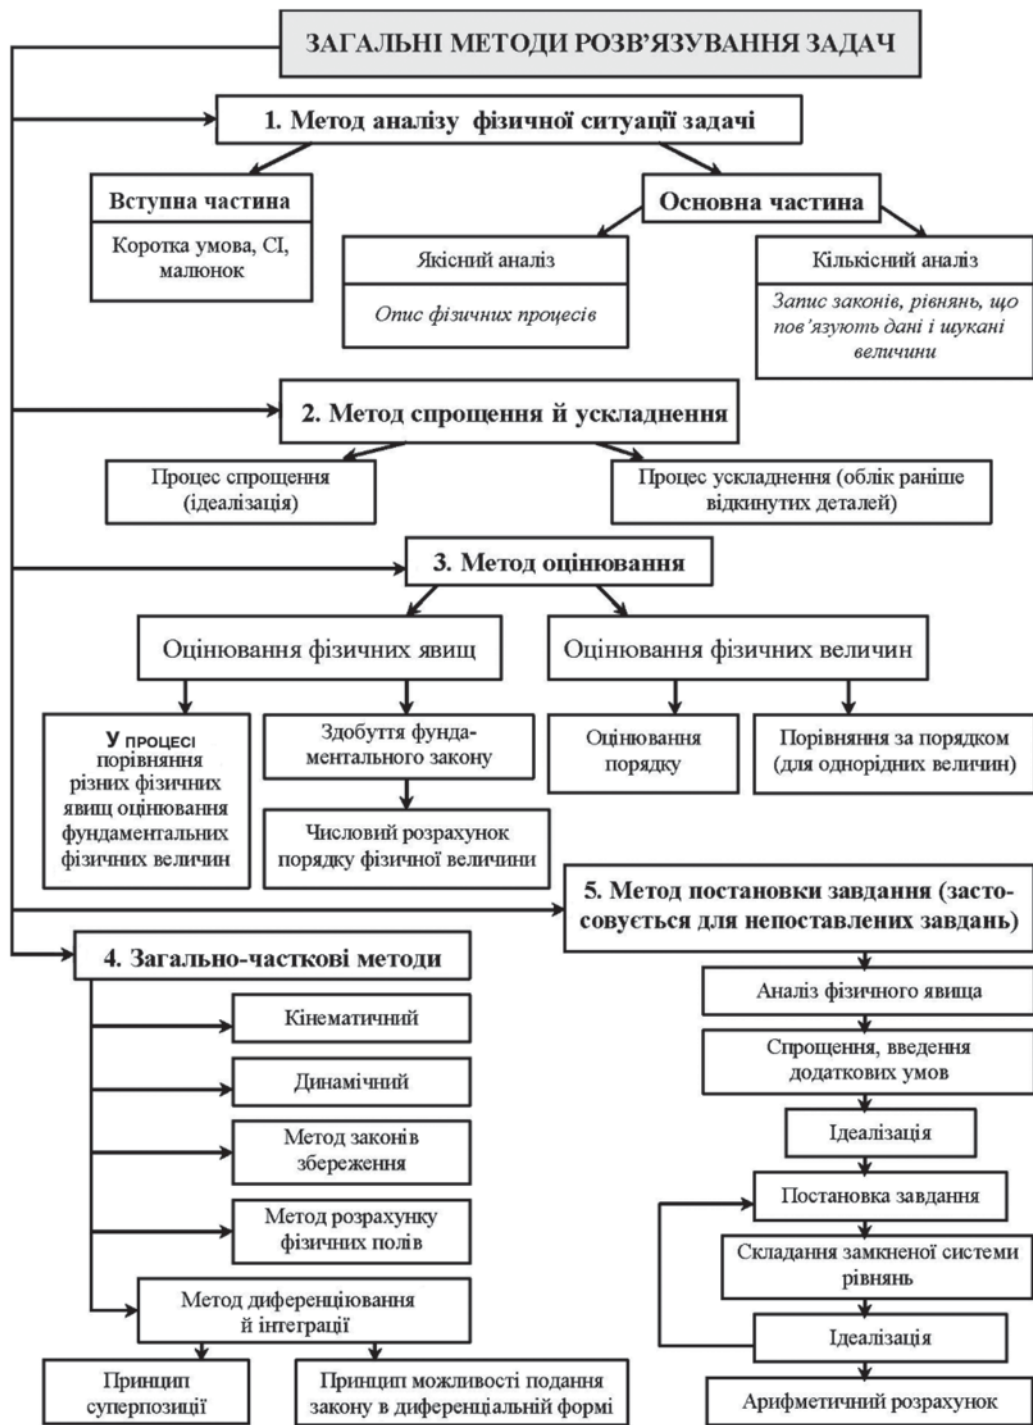 ЗАГАЛЬНІ МЕТОДИ РОЗВ’ЯЗУВАННЯ ЗАДАЧ
1. Метод аналізу фізичної ситуації задачі
Вступна частина
Коротка умова, СІ,
малюнок
Основна частина
Якісний аналіз
Опис фізичних процесів
Кількісний аналіз
Запис законів, рівнянь, що
пов’язують дані і шукані
величини
2. Метод спрощення й ускладнення
Процес спрощення
(ідеалізація)
Процес ускладнення (облік раніше
відкинутих деталей)
3. Метод оцінювання
Оцінювання фізичних явищ
Оцінювання фізичних величин
У ПРОЦЕСІ
порівняння
різних фізичних
явищ оцінювання
фундаментальних
фізичних величин
Здобуття фунда-
ментального закону
Числовий розрахунок
порядку фізичної величини
Оцінювання
порядку
Порівняння за порядком
(для однорідних величин)
4. Загально-часткові методи
Кінематичний
Динамічний
Метод законів
збереження
Метод розрахунку
фізичних полів
Метод диференціювання
й інтеграції
Принцип
суперпозиції
Принцип можливості подання
закону в диференціальній формі
5. Метод постановки завдання (засто-
совується для непоставлених завдань)
Аналіз фізичного явища
Спрощення, введення
додаткових умов
Ідеалізація
Постановка завдання
Складання замкненої системи
рівнянь
Ідеалізація
Арифметичний розрахунок